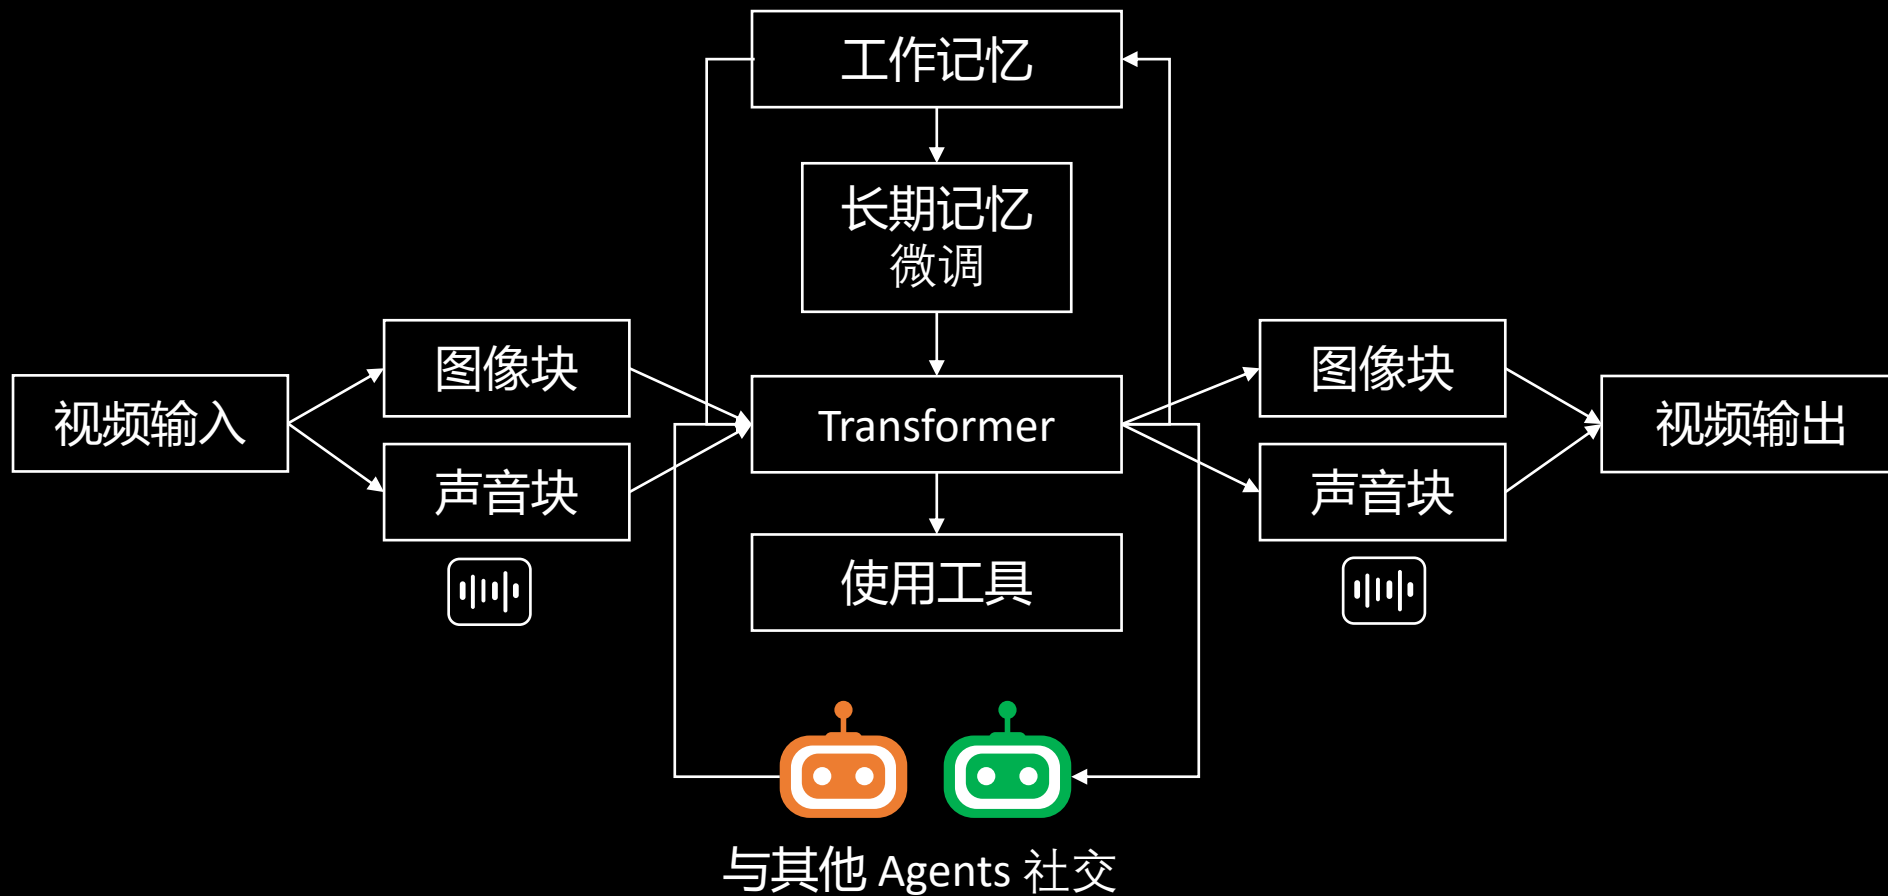 工作记忆
长期记忆
微调
视频输入
图像块
声音块
Transformer
使用工具
图像块
声音块
视频输出
与其他 Agents 社交